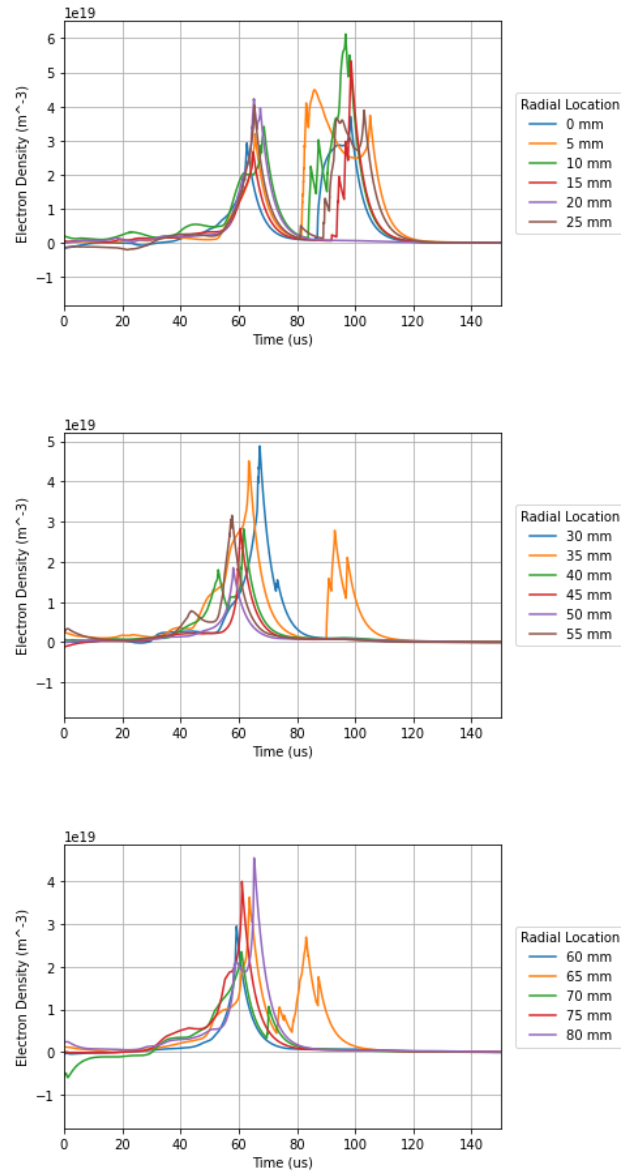 1e19
6
5
4
3
2
1
0
−1
Electron Density (m^-3)
0 20 40 60 80 100 120 140
Time (us)
Radial Location
0 mm
5 mm
10 mm
15 mm
20 mm
25 mm
1e19
5
4
3
2
1
0
−1
Electron Density (m^-3)
0 20 40 60 80 100 120 140
Time (us)
Radial Location
30 mm
35 mm
40 mm
45 mm
50 mm
55 mm
1e19
4
3
2
1
0
−1
Electron Density (m^-3)
0 20 40 60 80 100 120 140
Time (us)
Radial Location
60 mm
65 mm
70 mm
75 mm
80 mm